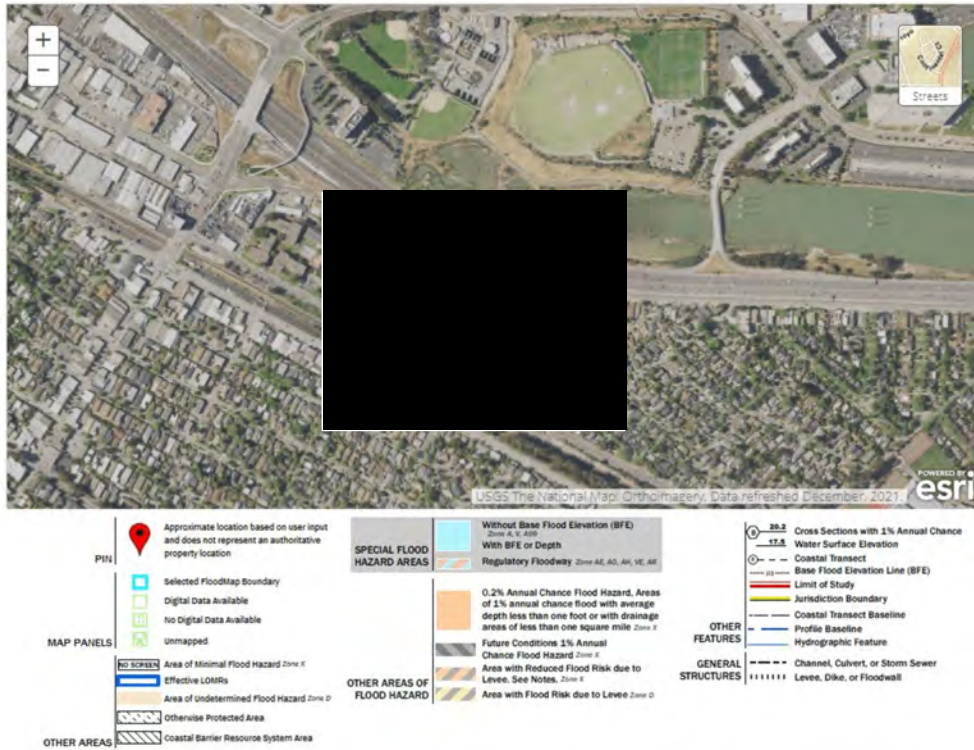 +
−
Streets
POWERED BY
esri
USGS The National Map: Orthoimagery. Data refreshed December, 2021.
PIN
Approximate location based on user input
and does not represent an authoritative
property location
MAP PANELS
Selected FloodMap Boundary
Digital Data Available
No Digital Data Available
Unmapped
OTHER AREAS
NO SCREEN Area of Minimal Flood Hazard Zone X
Effective LOMRs
Area of Undetermined Flood Hazard Zone D
Otherwise Protected Area
Coastal Barrier Resource System Area
SPECIAL FLOOD
HAZARD AREAS
Without Base Flood Elevation (BFE)
Zone A, V, A99
With BFE or Depth
Regulatory Floodway Zone AE, AO, AH, VE, AR
OTHER AREAS OF
FLOOD HAZARD
0.2% Annual Chance Flood Hazard, Areas
of 1% annual chance flood with average
depth less than one foot or with drainage
areas of less than one square mile Zone X
Future Conditions 1% Annual
Chance Flood Hazard Zone X
Area with Reduced Flood Risk due to
Levee. See Notes. Zone X
Area with Flood Risk due to Levee Zone D
OTHER
FEATURES
20.2 Cross Sections with 1% Annual Chance
17.5 Water Surface Elevation
Coastal Transect
Base Flood Elevation Line (BFE)
Limit of Study
Jurisdiction Boundary
Coastal Transect Baseline
Profile Baseline
Hydrographic Feature
GENERAL
STRUCTURES
Channel, Culvert, or Storm Sewer
Levee, Dike, or Floodwall